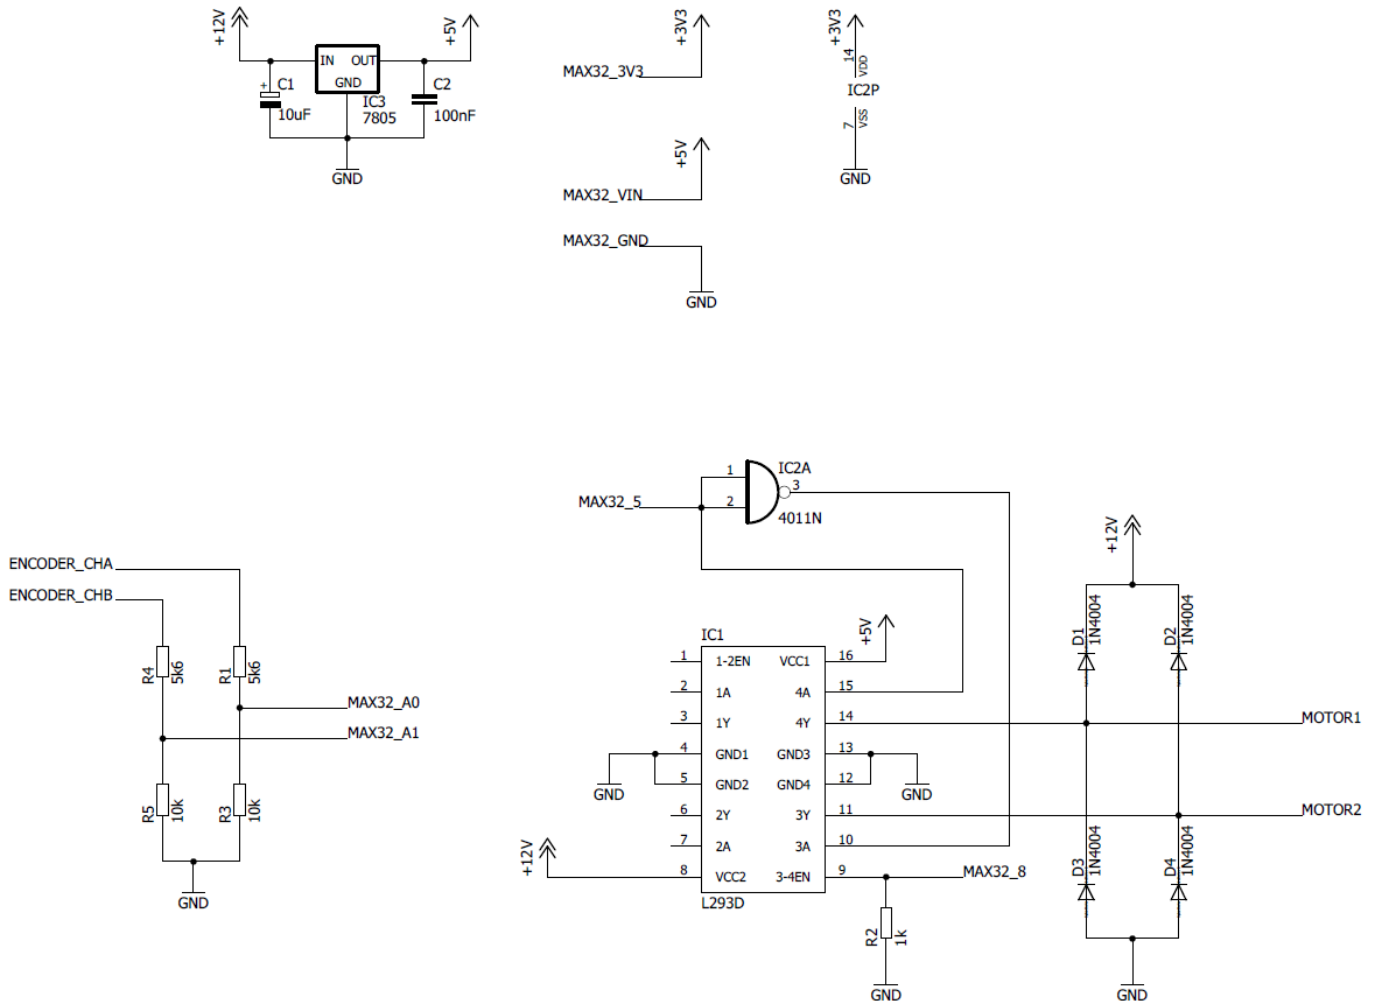 +12V
+5V
IN OUT
GND
+
C1
10uF
IC3
7805
C2
100nF
GND
+3V3
MAX32_3V3
+5V
MAX32_VIN
MAX32_GND
GND
+3V3
14
VDD
IC2P
7
VSS
GND
MAX32_5
1
2
3
IC2A
4011N
ENCODER_CHA
ENCODER_CHB
R4
5k6
R1
5k6
MAX32_A0
MAX32_A1
R5
10k
R3
10k
GND
IC1
+5V
1 1-2EN VCC1 16
2 1A 4A 15
3 1Y 4Y 14
4 GND1 GND3 13
5 GND2 GND4 12
6 2Y 3Y 11
7 2A 3A 10
8 VCC2 3-4EN 9
L293D
GND
GND
+12V
MAX32_8
R2
1k
GND
+12V
D1
1N4004
D2
1N4004
MOTOR1
MOTOR2
D3
1N4004
D4
1N4004
GND